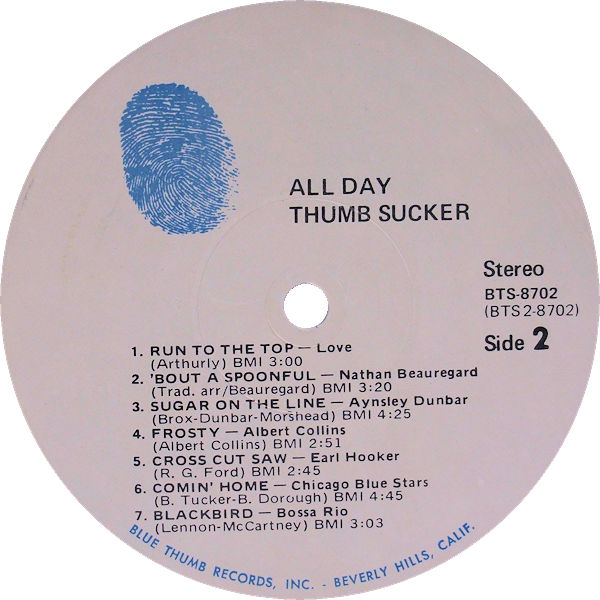 ALL DAY
THUMB SUCKER
Stereo
BTS-8702
(BTS 2-8702)
Side 2
1. RUN TO THE TOP — Love
(Arthurly) BMI 3:00
2. 'BOUT A SPOONFUL — Nathan Beauregard
(Trad. arr/Beauregard) BMI 3:20
3. SUGAR ON THE LINE — Aynsley Dunbar
(Brox-Dunbar-Morshead) BMI 4:25
4. FROSTY — Albert Collins
(Albert Collins) BMI 2:51
5. CROSS CUT SAW — Earl Hooker
(R. G. Ford) BMI 2:45
6. COMIN' HOME — Chicago Blue Stars
(B. Tucker-B. Dorough) BMI 4:45
7. BLACKBIRD — Bossa Rio
(Lennon-McCartney) BMI 3:03
BLUE THUMB RECORDS, INC. - BEVERLY HILLS, CALIF.